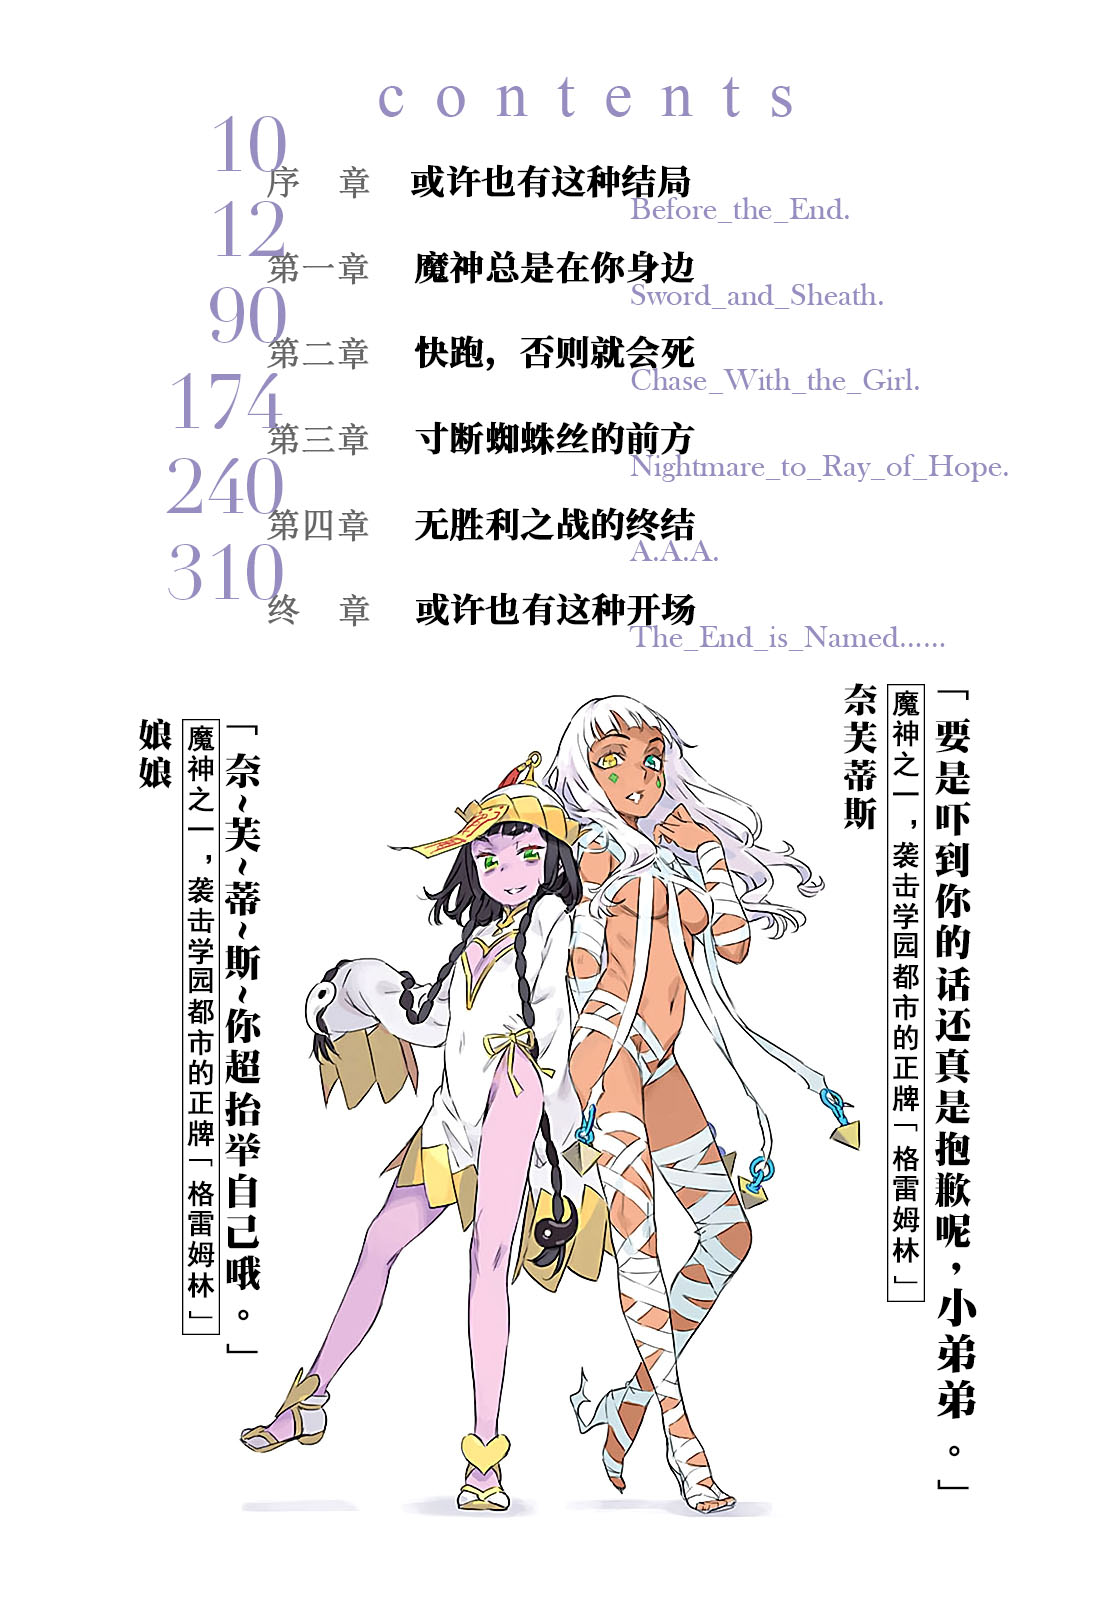 contents
10
序　章　或许也有这种结局
Before_the_End.
12
第一章　魔神总是在你身边
Sword_and_Sheath.
90
第二章　快跑，否则就会死
Chase_With_the_Girl.
174
第三章　寸断蜘蛛丝的前方
Nightmare_to_Ray_of_Hope.
240
第四章　无胜利之战的终结
A.A.A.
310
终　章　或许也有这种开场
The_End_is_Named......
「要是吓到你的话还真是抱歉呢，小弟弟。」
魔神之一，袭击学园都市的正牌「格雷姆林」
奈芙蒂斯
「奈~芙~蒂~斯~你超抬举自己哦。」
魔神之一，袭击学园都市的正牌「格雷姆林」
娘娘